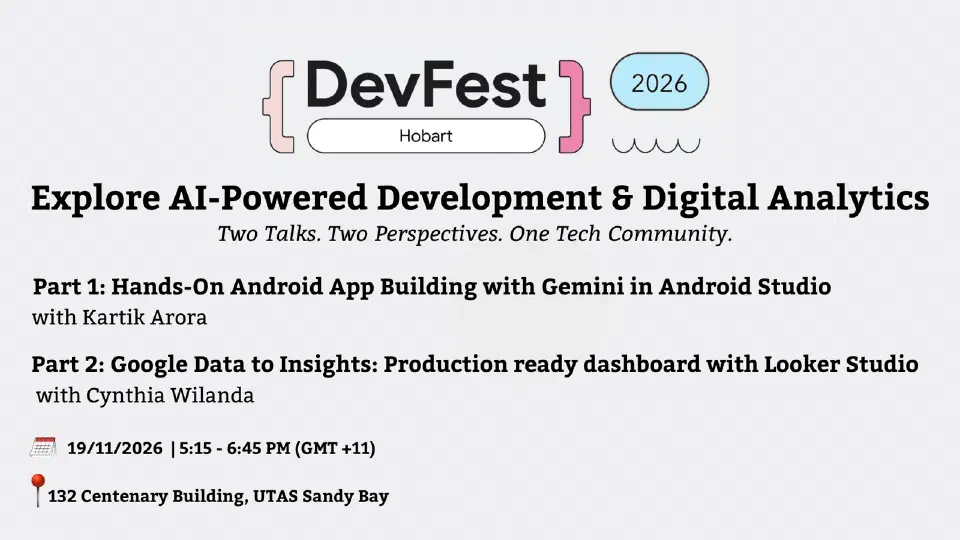 DevFest
2026
Hobart
Explore AI-Powered Development & Digital Analytics
Two Talks. Two Perspectives. One Tech Community.
Part 1: Hands-On Android App Building with Gemini in Android Studio
with Kartik Arora
Part 2: Google Data to Insights: Production ready dashboard with Looker Studio
with Cynthia Wilanda
19/11/2026 | 5:15 - 6:45 PM (GMT +11)
132 Centenary Building, UTAS Sandy Bay